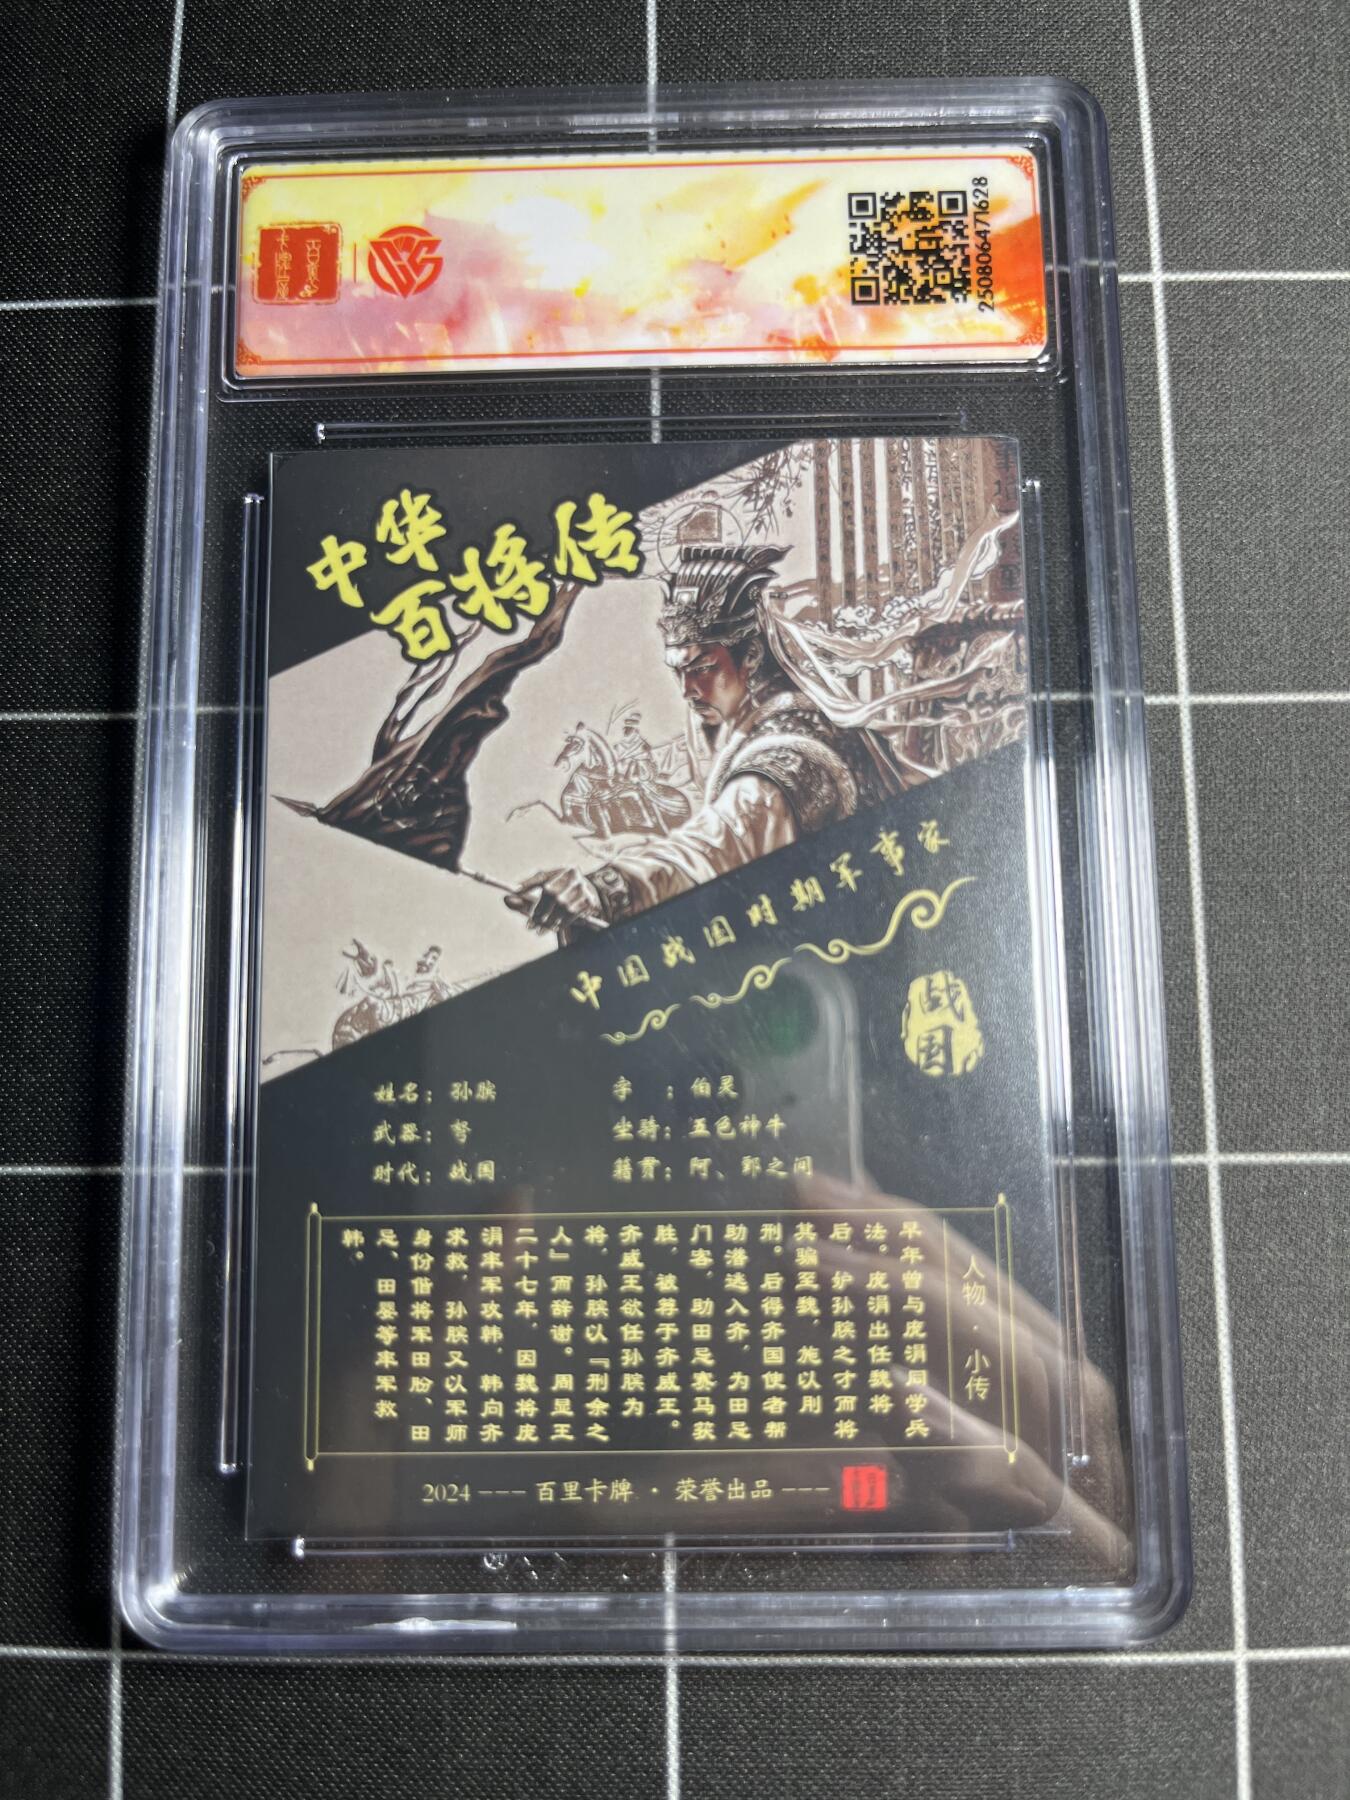 百里
卡牌
2508064471628
中华
百将传
中国战国时期军事家
战国
姓名：孙膑
字　：伯灵
武器：弩
坐骑：五色神牛
时代：战国
籍贯：阿、鄄之间
人物·小传
早年曾与庞涓同学兵
法。庞涓出任魏将
后，妒孙膑之才而将
其骗至魏，施以刖
刑。后得齐国使者帮
助潜逃入齐，为田忌
门客，助田忌赛马获
胜，被尊于齐威王。
齐威王欲任孙膑为
将，孙膑以『刑余之
人』而辞谢。周显王
二十七年，因魏将庞
涓率军攻韩，韩向齐
求救，孙膑又以军师
身份偕将军田肦、田
忌、田婴等率军救
韩。
2024 --- 百里卡牌 · 荣誉出品 ---